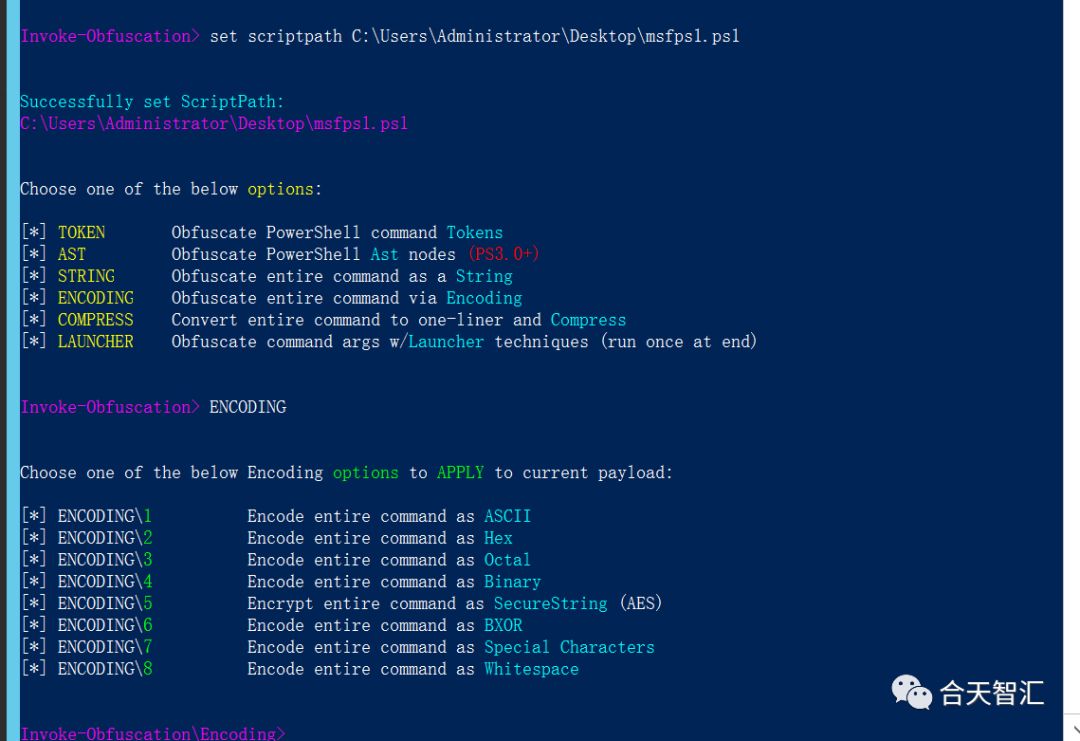 Invoke-Obfuscation> set scriptpath C:\Users\Administrator\Desktop\msfps1.ps1
Successfully set ScriptPath:
C:\Users\Administrator\Desktop\msfps1.ps1
Choose one of the below options:
[*] TOKEN Obfuscate PowerShell command Tokens
[*] AST Obfuscate PowerShell Ast nodes (PS3.0+)
[*] STRING Obfuscate entire command as a String
[*] ENCODING Obfuscate entire command via Encoding
[*] COMPRESS Convert entire command to one-liner and Compress
[*] LAUNCHER Obfuscate command args w/Launcher techniques (run once at end)
Invoke-Obfuscation> ENCODING
Choose one of the below Encoding options to APPLY to current payload:
[*] ENCODING\1 Encode entire command as ASCII
[*] ENCODING\2 Encode entire command as Hex
[*] ENCODING\3 Encode entire command as Octal
[*] ENCODING\4 Encode entire command as Binary
[*] ENCODING\5 Encrypt entire command as SecureString (AES)
[*] ENCODING\6 Encode entire command as BXOR
[*] ENCODING\7 Encode entire command as Special Characters
[*] ENCODING\8 Encode entire command as Whitespace
合天智汇
Invoke-Obfuscation\Encoding>